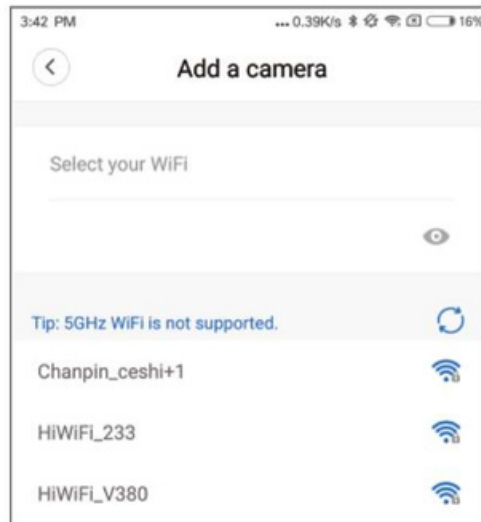 3:42 PM ... 0.39K/s 16%
Add a camera
Select your WiFi
Tip: 5GHz WiFi is not supported.
Chanpin_ceshi+1
HiWiFi_233
HiWiFi_V380